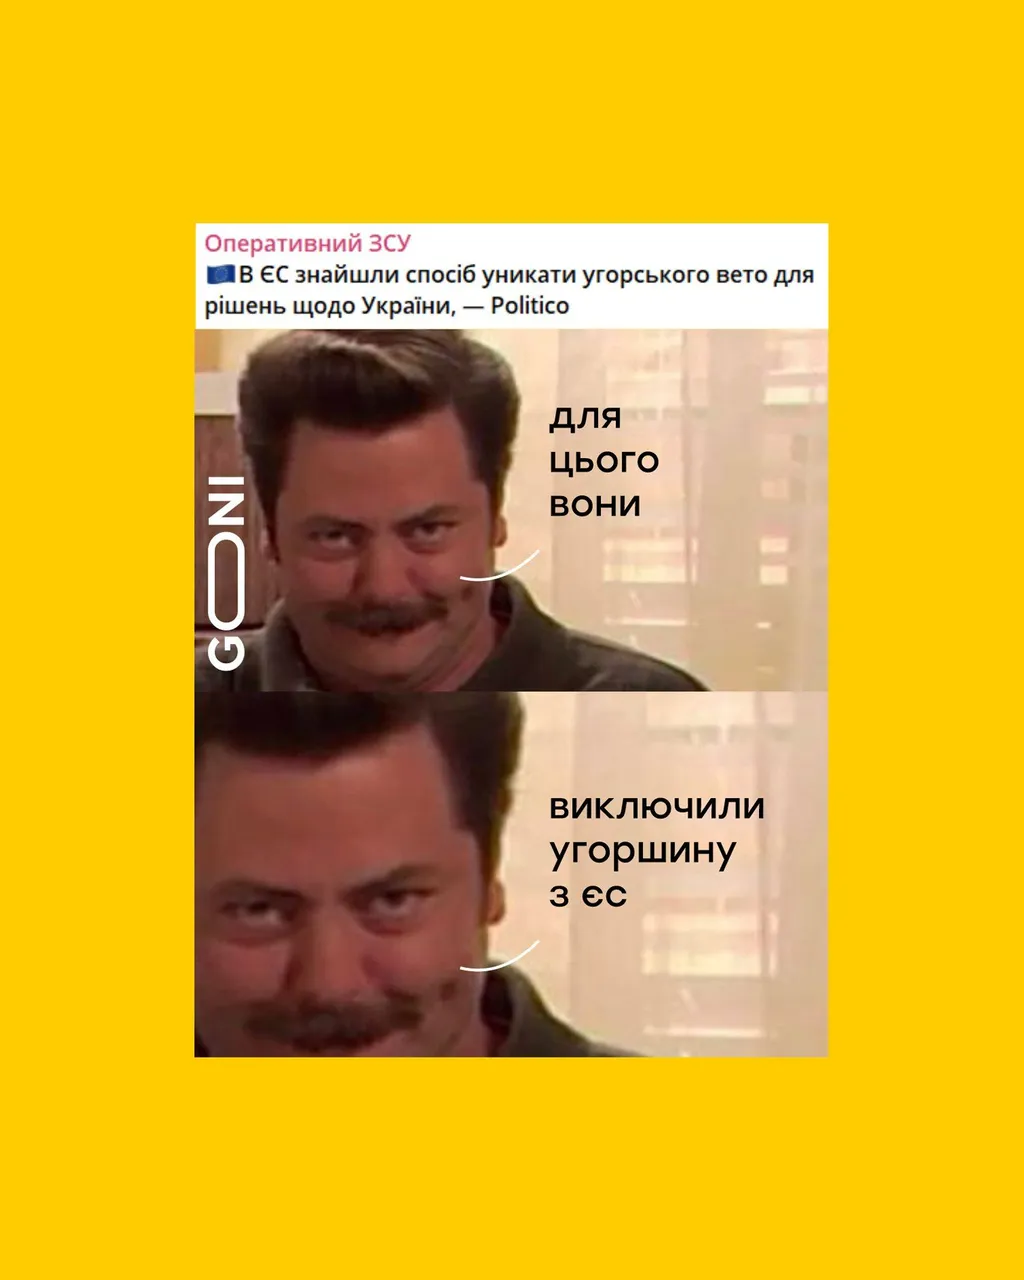 Оперативний ЗСУ
🇪🇺В ЄС знайшли спосіб уникати угорського вето для
рішень щодо України, — Politico
для
цього
вони
GONI
виключили
угоршину
з єс